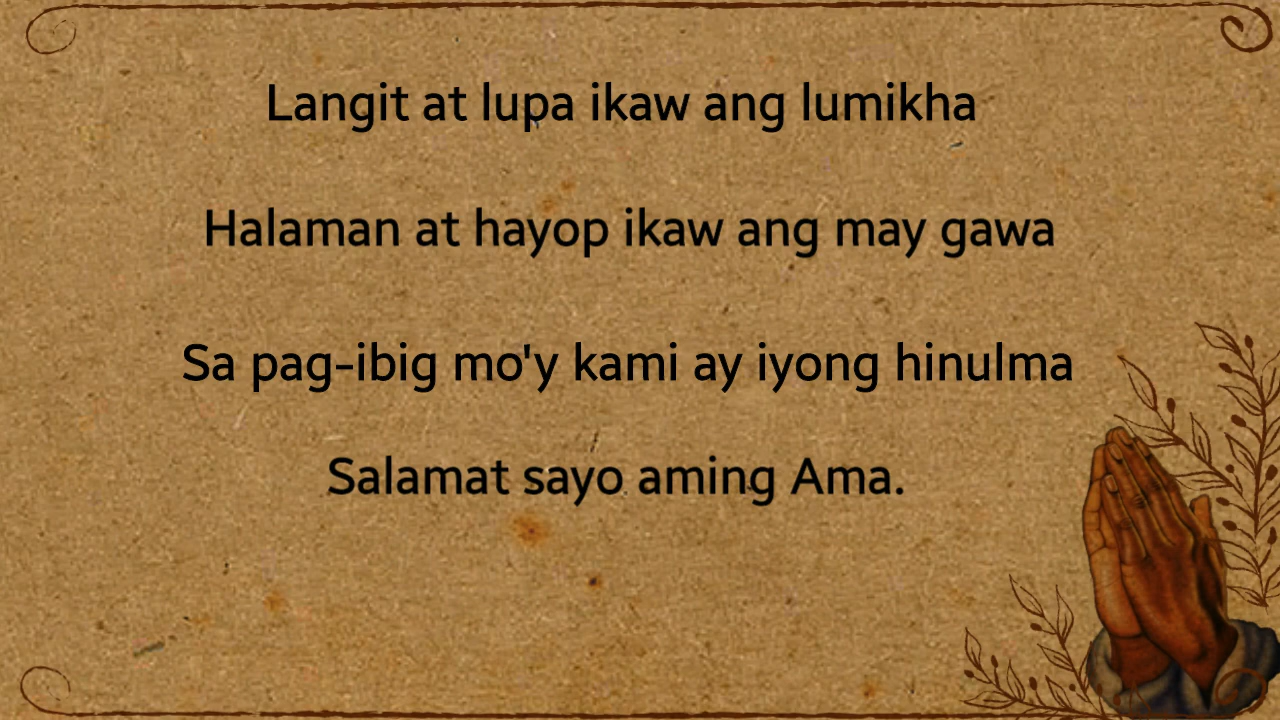 Langit at lupa ikaw ang lumikha
Halaman at hayop ikaw ang may gawa
Sa pag-ibig mo'y kami ay iyong hinulma
Salamat sayo aming Ama.